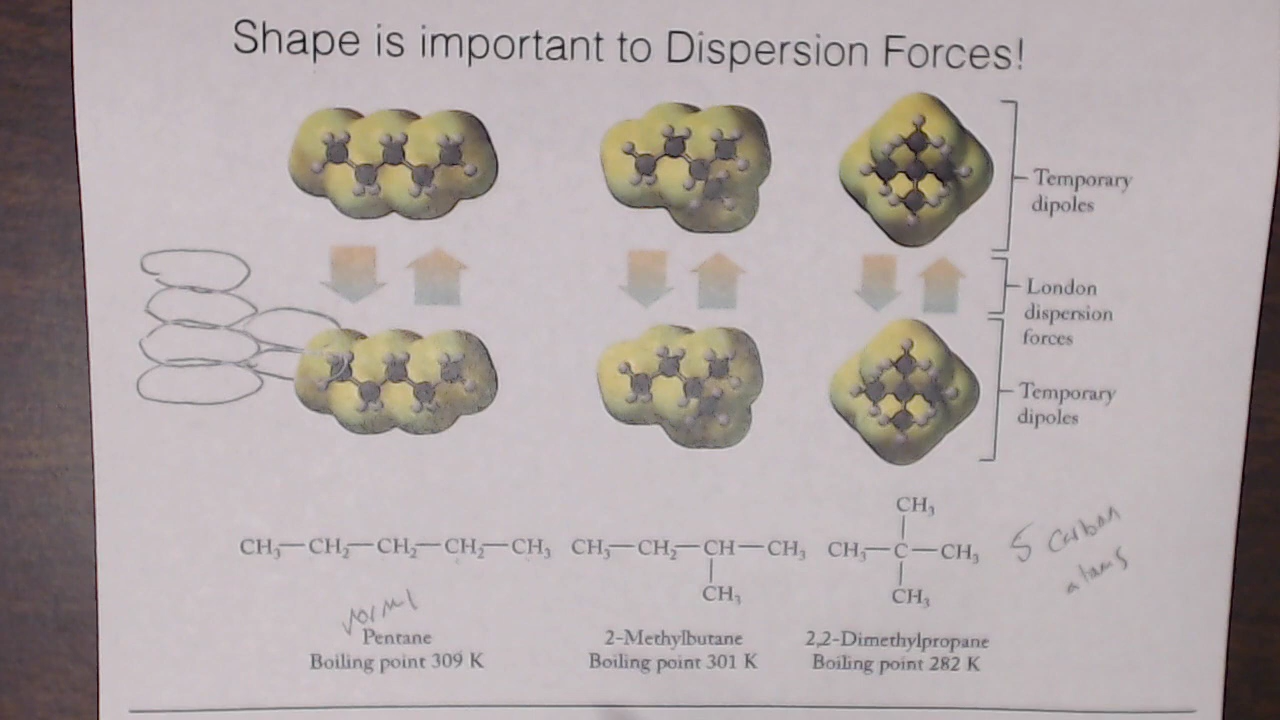 Shape is important to Dispersion Forces!
Temporary
dipoles
London
dispersion
forces
Temporary
dipoles
CH₃
CH₃—CH₂—CH₂—CH₂—CH₃
CH₃—CH₂—CH—CH₃
CH₃
CH₃—C—CH₃
CH₃
5 Carbon
atoms
Pentane
Boiling point 309 K
2-Methylbutane
Boiling point 301 K
2,2-Dimethylpropane
Boiling point 282 K